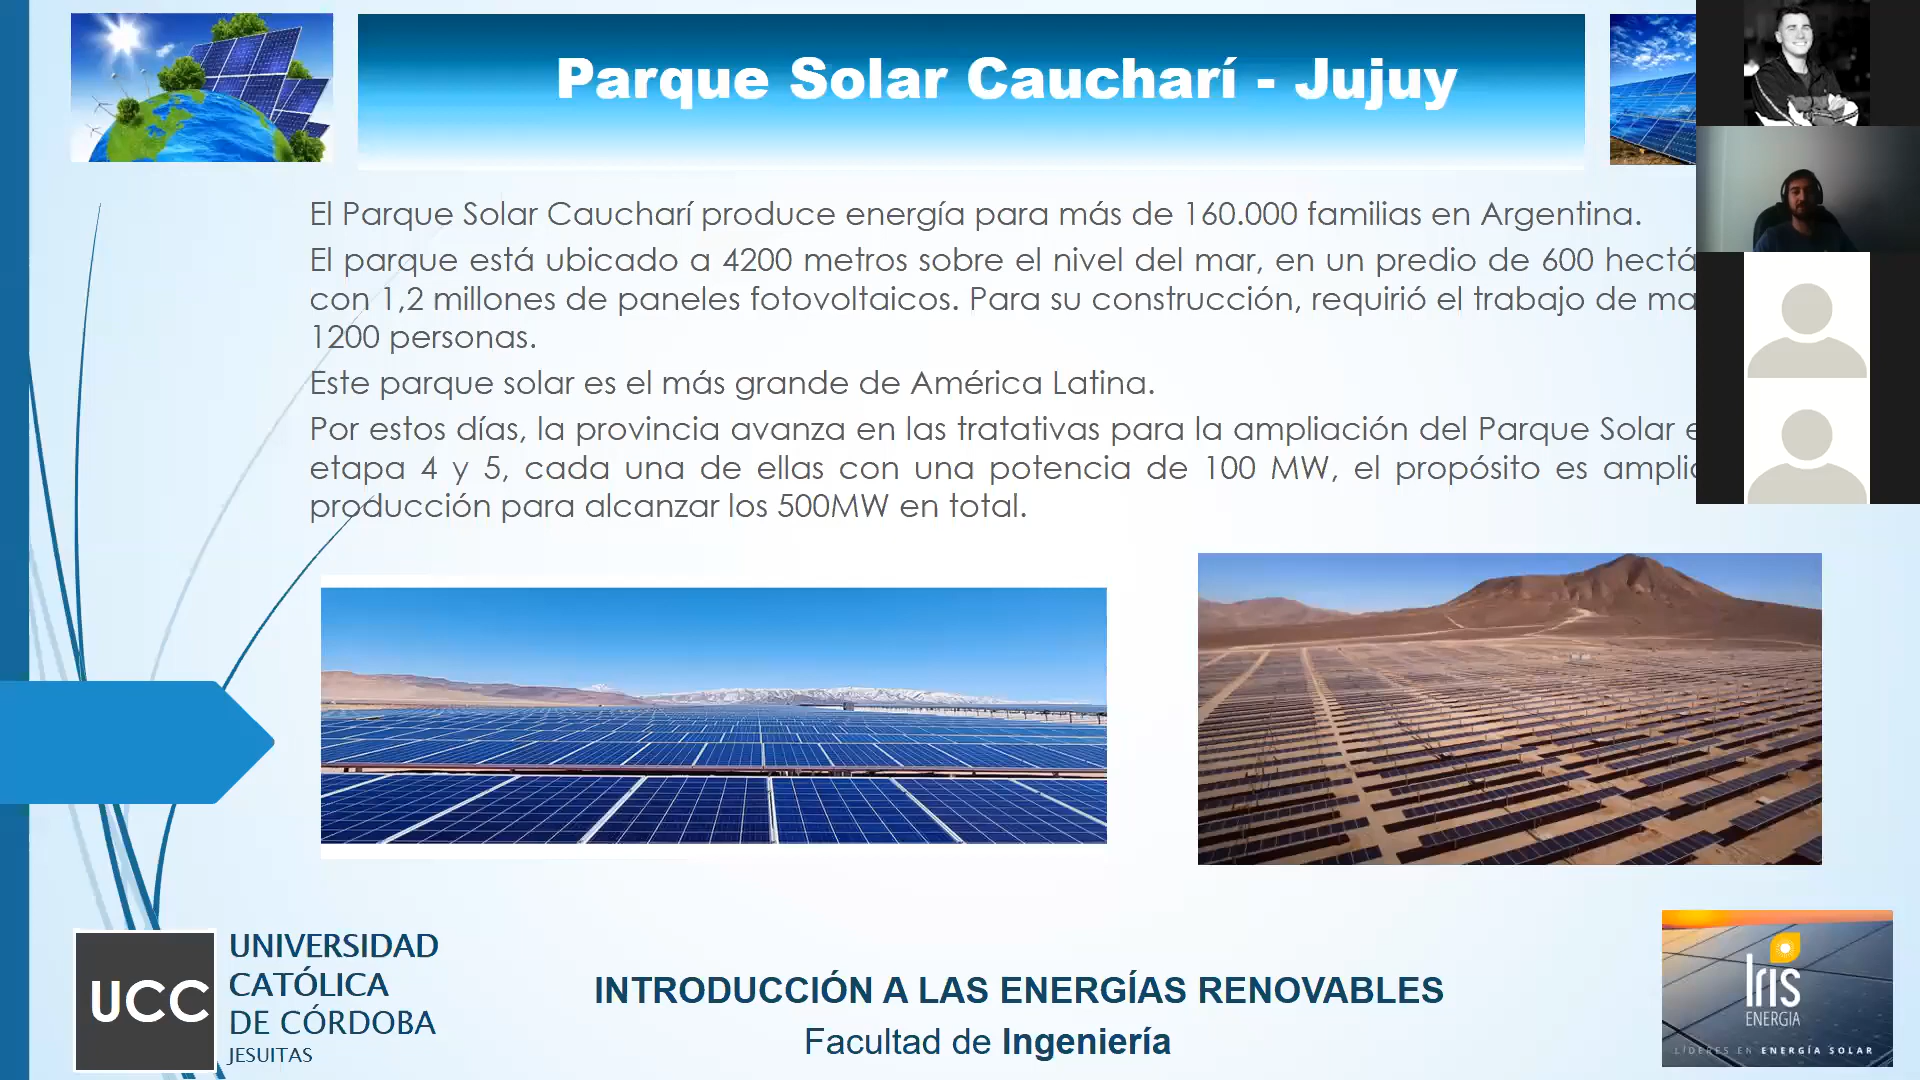 Parque Solar Caucharí - Jujuy
El Parque Solar Caucharí produce energía para más de 160.000 familias en Argentina.
El parque está ubicado a 4200 metros sobre el nivel del mar, en un predio de 600
con 1,2 millones de paneles fotovoltaicos. Para su construcción, requirió el trabajo de
1200 personas.
Este parque solar es el más grande de América Latina.
Por estos días, la provincia avanza en las tratativas para la ampliación del Parque Solar
etapa 4 y 5, cada una de ellas con una potencia de 100 MW, el propósito es
producción para alcanzar los 500MW en total.
UCC
UNIVERSIDAD
CATÓLICA
DE CÓRDOBA
JESUITAS
INTRODUCCIÓN A LAS ENERGÍAS RENOVABLES
Facultad de Ingeniería
Iris
ENERGÍA
LÍDERES EN ENERGÍA SOLAR